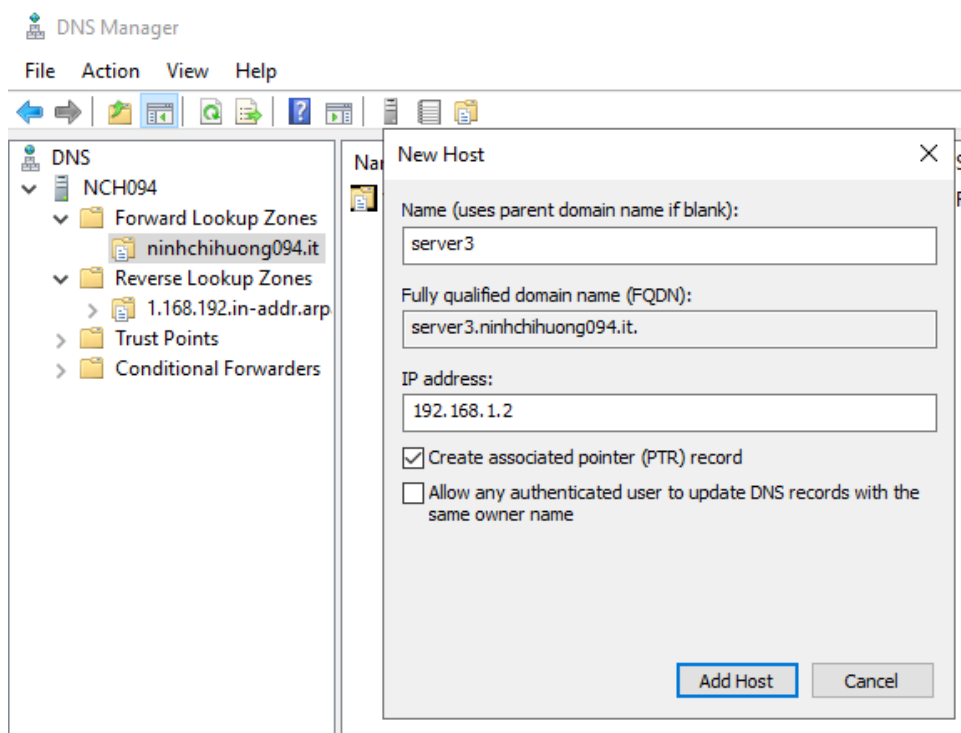 DNS Manager
File Action View Help
DNS
NCH094
Forward Lookup Zones
ninhchihuong094.it
Reverse Lookup Zones
1.168.192.in-addr.arp
Trust Points
Conditional Forwarders
New Host
Name (uses parent domain name if blank):
server3
Fully qualified domain name (FQDN):
server3.ninhchihuong094.it.
IP address:
192.168.1.2
Create associated pointer (PTR) record
Allow any authenticated user to update DNS records with the
same owner name
Add Host Cancel